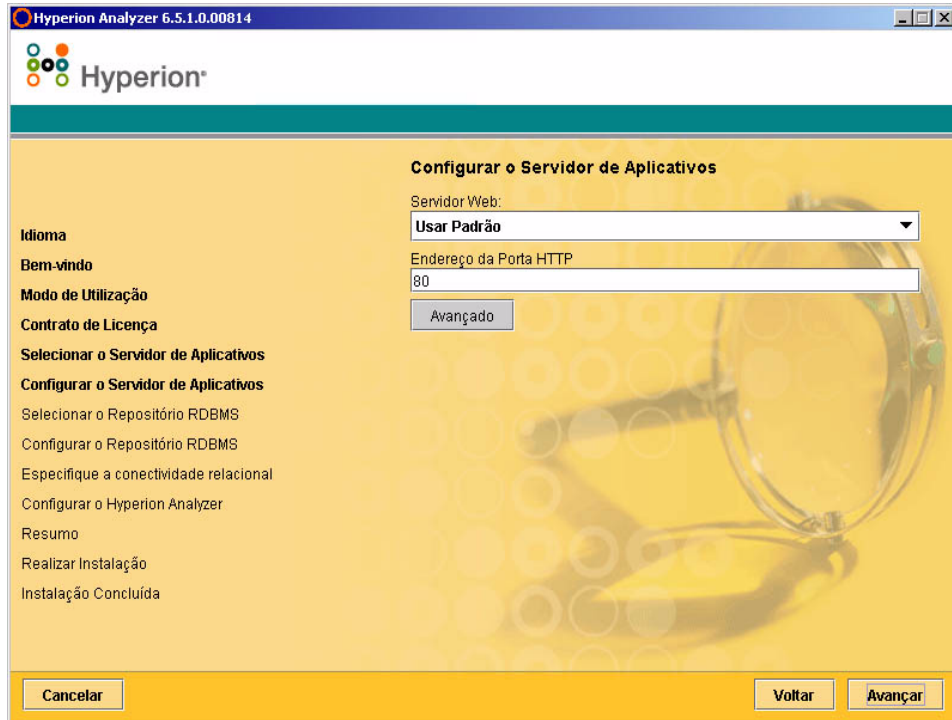 Hyperion Analyzer 6.5.1.0.00814
Hyperion
Idioma
Bem-vindo
Modo de Utilização
Contrato de Licença
Selecionar o Servidor de Aplicativos
Configurar o Servidor de Aplicativos
Selecionar o Repositório RDBMS
Configurar o Repositório RDBMS
Especifique a conectividade relacional
Configurar o Hyperion Analyzer
Resumo
Realizar Instalação
Instalação Concluída
Configurar o Servidor de Aplicativos
Servidor Web:
Usar Padrão
Endereço da Porta HTTP
80
Avançado
Cancelar
Voltar
Avançar